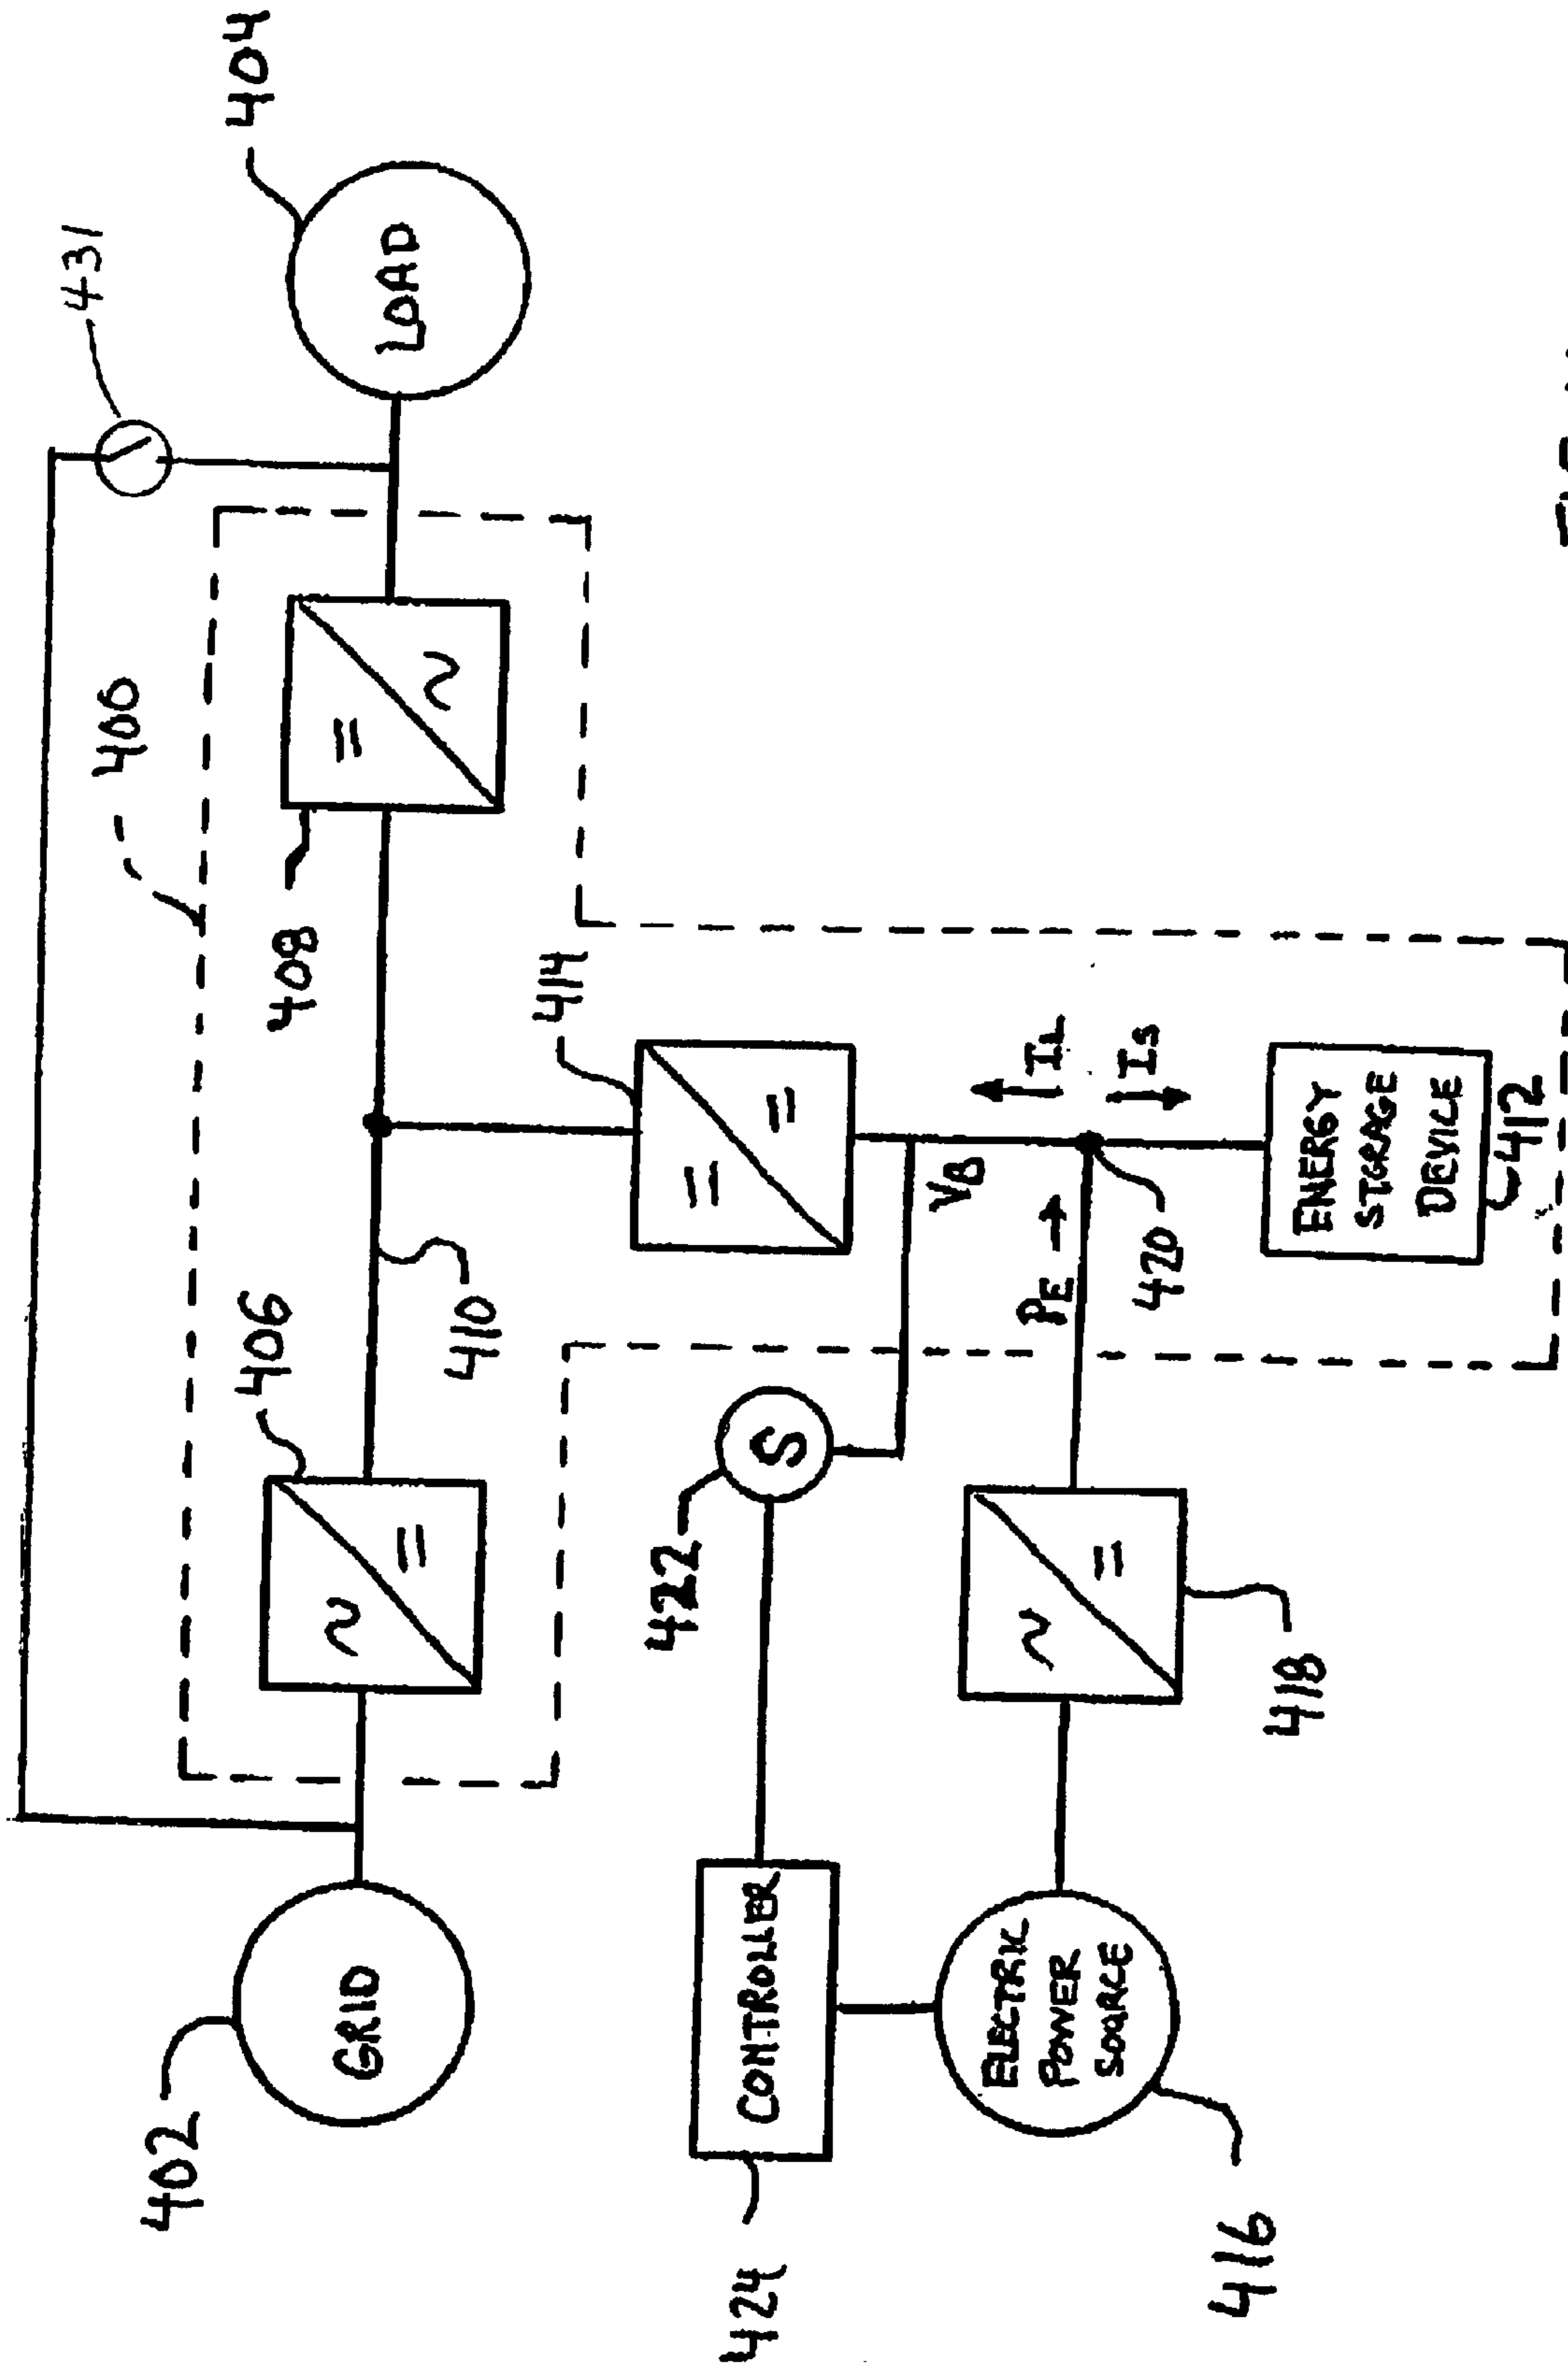 431
400
402
404
406
408
GRID
LOAD
410
414
422
424
CONTROLLER
S
VB
IL
PE
IS
ELECTRIC
POWER
SOURCE
420
416
418
ENERGY
STORAGE
DEVICE
412